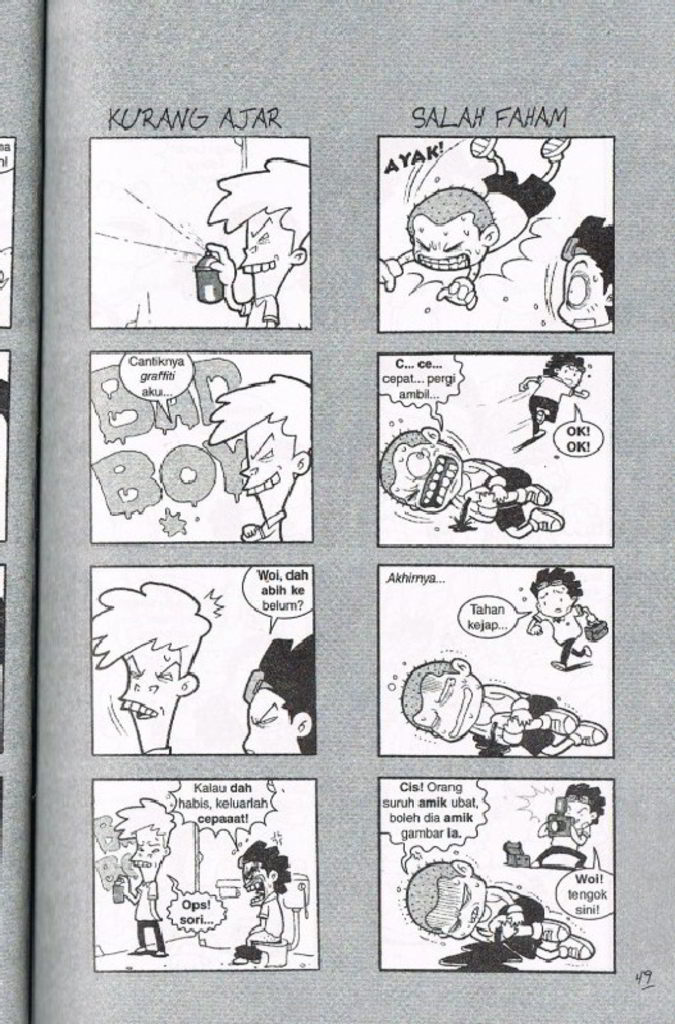 KURANG AJAR
Cantiknya
graffiti
aku...
BAD
BOY
Woi, dah
abih ke
belum?
Kalau dah
habis, keluarlah
cepaaat!
Ops!
sori...
SALAH FAHAM
AYAK!
C... ce...
cepat... pergi
ambil...
OK!
OK!
Akhirnya...
Tahan
kejap...
Cis! Orang
suruh amik ubat,
boleh dia amik
gambar la.
Woi!
tengok
sini!
49